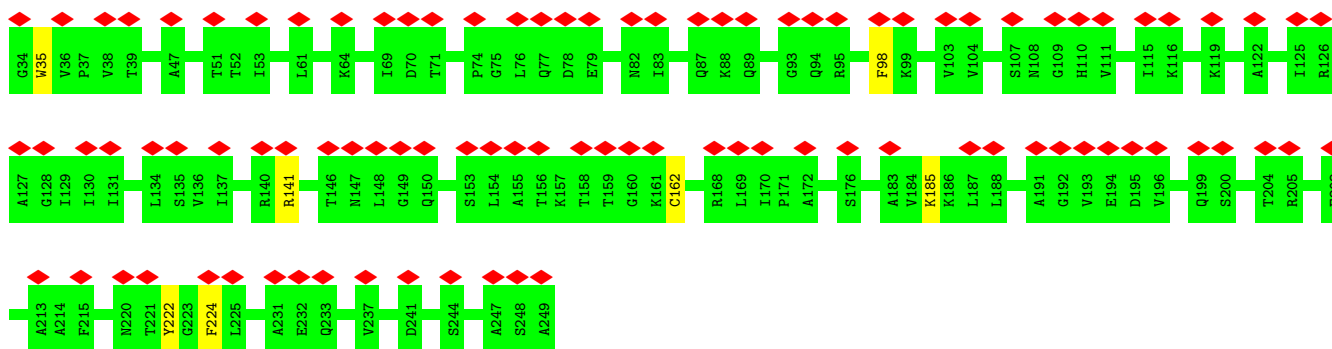 G34 W35 V36 P37 V38 T39 A47 T51 T52 I53 L61 K64 I69 D70 T71 P74 G75 L76 Q77 D78 E79 N82 I83 Q87 K88 Q89 G93 Q94 R95 F98 K99 V103 V104 S107 N108 G109 H110 V111 I115 K116 K119 A122 I125 R126
A127 G128 I129 I130 I131 L134 S135 V136 I137 R140 R141 T146 N147 L148 G149 Q150 S153 L154 A155 T156 K157 T158 T159 G160 K161 C162 R168 L169 I170 P171 A172 S176 A183 V184 K185 K186 L187 L188 A191 G192 V193 E194 D195 V196 Q199 S200 T204 R205
A213 A214 F215 N220 T221 Y222 G223 F224 L225 A231 E232 Q233 V237 D241 S244 A247 S248 A249